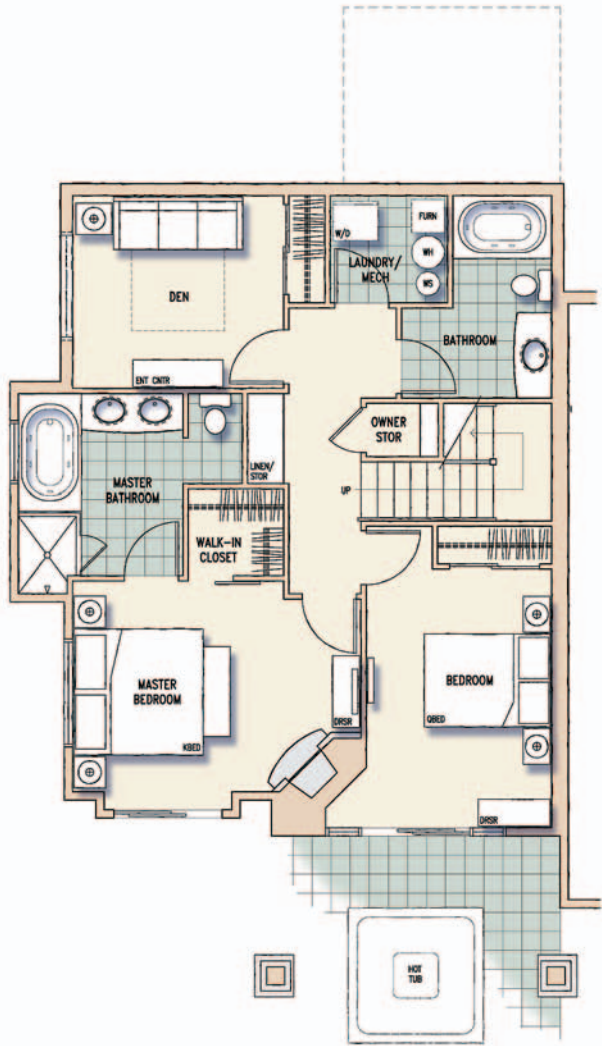 W/D
FURN
LAUNDRY/
MECH
WH
WS
DEN
BATHROOM
ENT CNTR
OWNER
STOR
LINEN/
STOR
MASTER
BATHROOM
UP
WALK-IN
CLOSET
MASTER
BEDROOM
KBED
DRSR
BEDROOM
QBED
DRSR
HOT
TUB